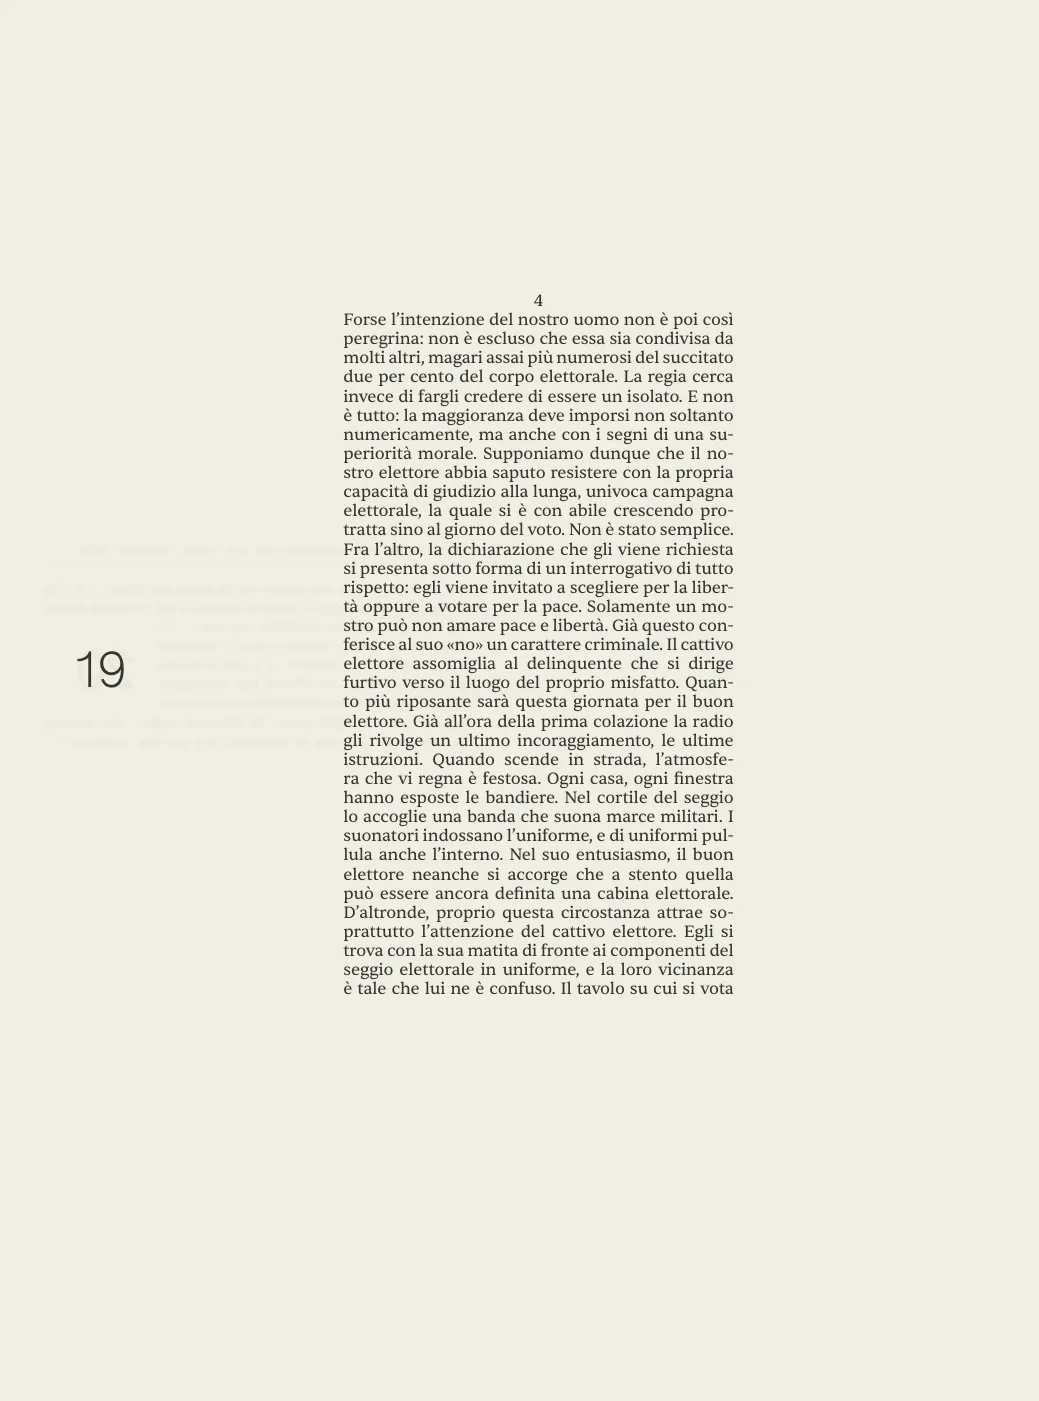 4
Forse l’intenzione del nostro uomo non è poi così
peregrina: non è escluso che essa sia condivisa da
molti altri, magari assai più numerosi del succitato
due per cento del corpo elettorale. La regia cerca
invece di fargli credere di essere un isolato. E non
è tutto: la maggioranza deve imporsi non soltanto
numericamente, ma anche con i segni di una su-
periorità morale. Supponiamo dunque che il no-
stro elettore abbia saputo resistere con la propria
capacità di giudizio alla lunga, univoca campagna
elettorale, la quale si è con abile crescendo pro-
tratta sino al giorno del voto. Non è stato semplice.
Fra l’altro, la dichiarazione che gli viene richiesta
si presenta sotto forma di un interrogativo di tutto
rispetto: egli viene invitato a scegliere per la liber-
tà oppure a votare per la pace. Solamente un mo-
stro può non amare pace e libertà. Già questo con-
ferisce al suo «no» un carattere criminale. Il cattivo
elettore assomiglia al delinquente che si dirige
furtivo verso il luogo del proprio misfatto. Quan-
to più riposante sarà questa giornata per il buon
elettore. Già all’ora della prima colazione la radio
gli rivolge un ultimo incoraggiamento, le ultime
istruzioni. Quando scende in strada, l’atmosfe-
ra che vi regna è festosa. Ogni casa, ogni finestra
hanno esposte le bandiere. Nel cortile del seggio
lo accoglie una banda che suona marce militari. I
suonatori indossano l’uniforme, e di uniformi pul-
lula anche l’interno. Nel suo entusiasmo, il buon
elettore neanche si accorge che a stento quella
può essere ancora definita una cabina elettorale.
D’altronde, proprio questa circostanza attrae so-
prattutto l’attenzione del cattivo elettore. Egli si
trova con la sua matita di fronte ai componenti del
seggio elettorale in uniforme, e la loro vicinanza
è tale che lui ne è confuso. Il tavolo su cui si vota
19